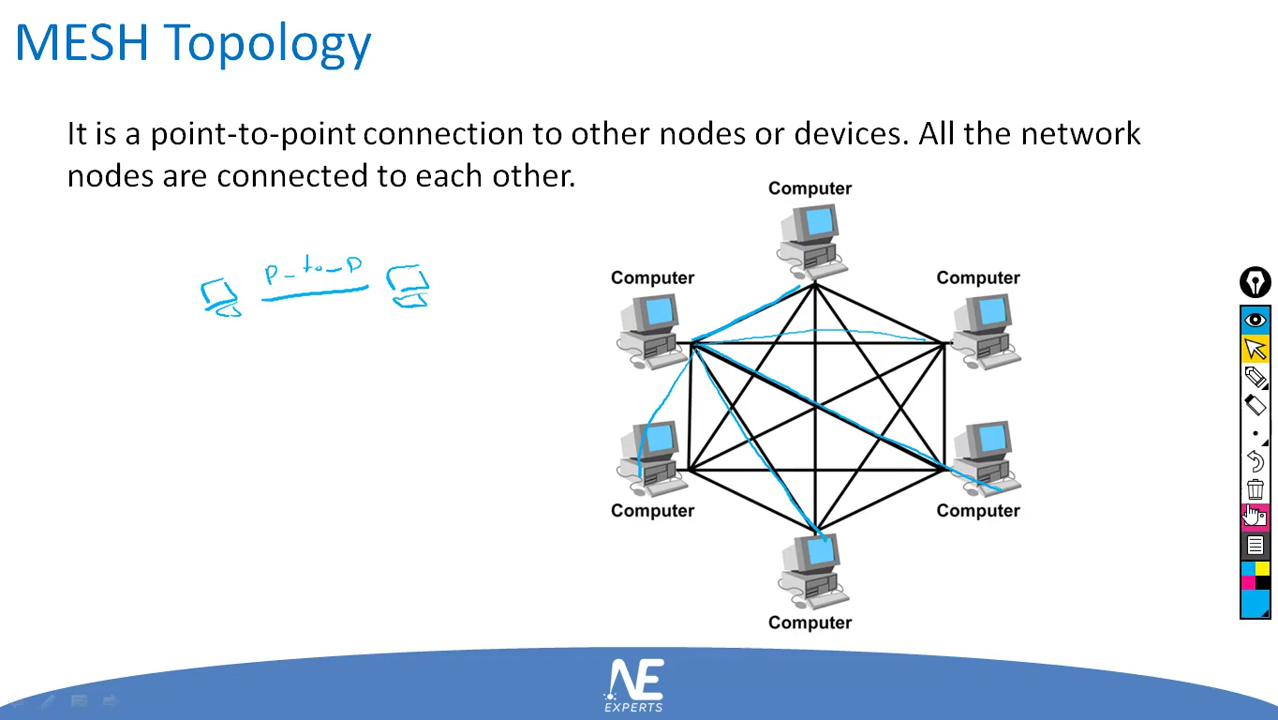 MESH Topology
It is a point-to-point connection to other nodes or devices. All the network
nodes are connected to each other.
Computer
P-to-P
Computer
Computer
Computer
Computer
Computer
NE
EXPERTS